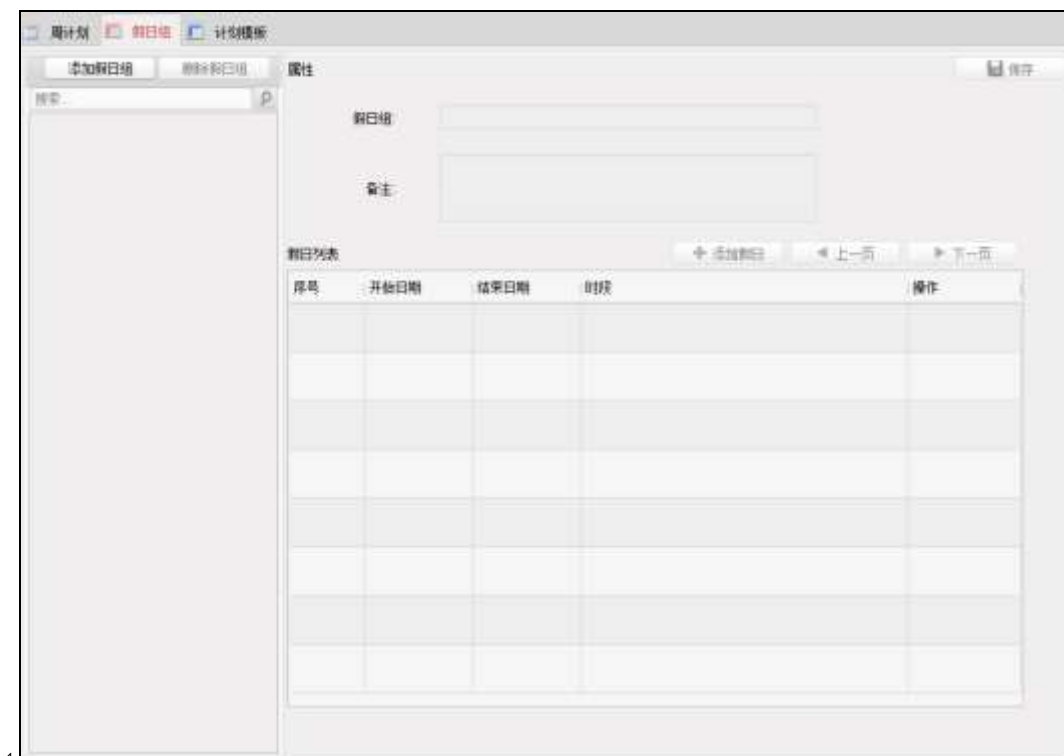 周计划 假日组 计划模板
添加假日组 删除假日组 属性 保存
搜索...
假日组:
备注:
假日列表 添加假日 上一页 下一页
序号 开始日期 结束日期 时段 操作